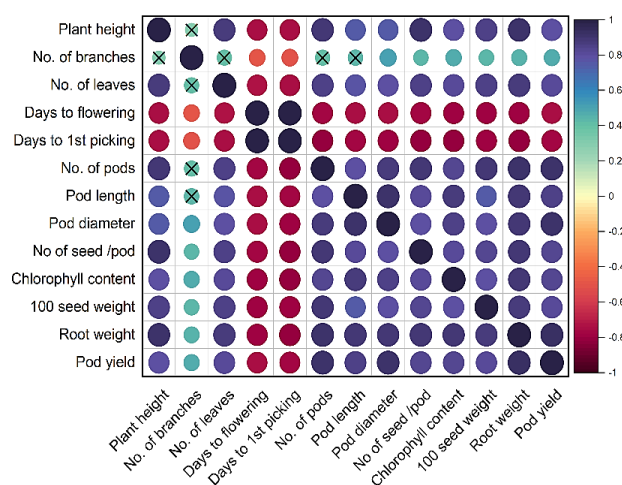 Plant height
No. of branches
No. of leaves
Days to flowering
Days to 1st picking
No. of pods
Pod length
Pod diameter
No of seed /pod
Chlorophyll content
100 seed weight
Root weight
Pod yield
1
0.8
0.6
0.4
0.2
0
-0.2
-0.4
-0.6
-0.8
-1
Plant height
No. of branches
No. of leaves
Days to flowering
Days to 1st picking
No. of pods
Pod length
Pod diameter
No of seed /pod
Chlorophyll content
100 seed weight
Root weight
Pod yield